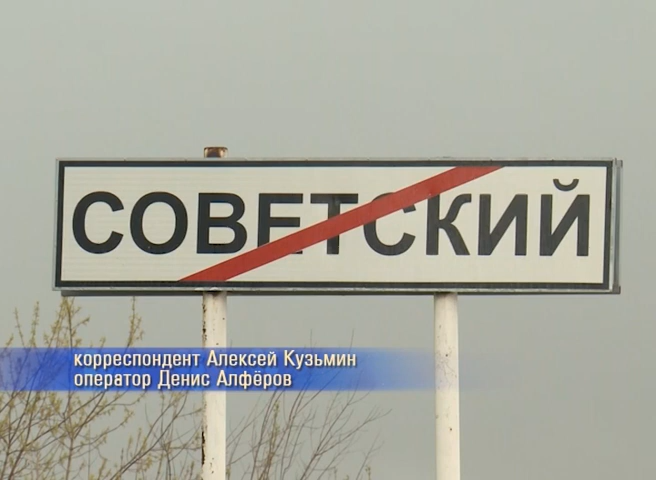 СОВЕТСКИЙ
корреспондент Алексей Кузьмин
оператор Денис Алфёров